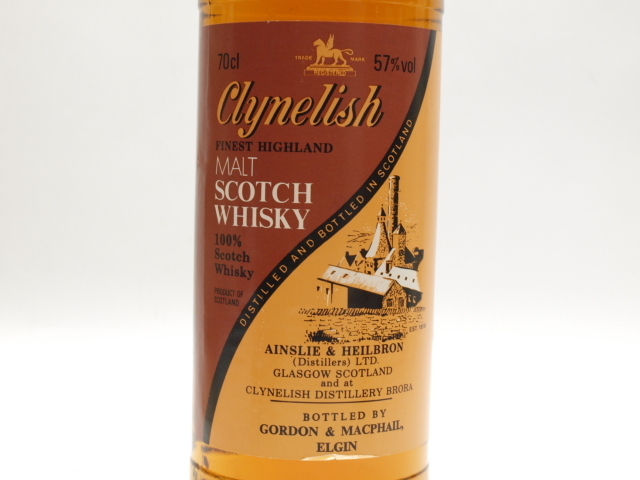 TRADE MARK
REGISTERED
70cl
57%vol
Clynelish
FINEST HIGHLAND
MALT
SCOTCH
WHISKY
100%
Scotch
Whisky
PRODUCT OF
SCOTLAND
DISTILLED AND BOTTLED IN SCOTLAND
AINSLIE & HEILBRON
(Distillers) LTD.
GLASGOW SCOTLAND
and at
CLYNELISH DISTILLERY BRORA
BOTTLED BY
GORDON & MACPHAIL,
ELGIN